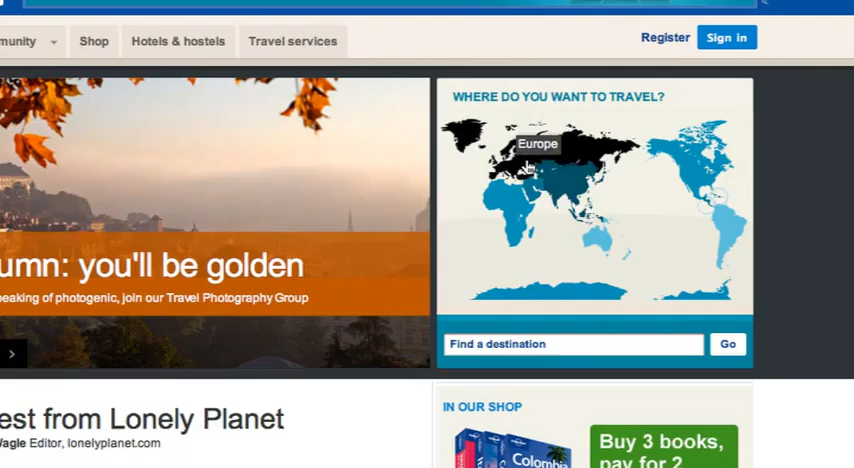 munity
Shop
Hotels & hostels
Travel services
Register
Sign in
WHERE DO YOU WANT TO TRAVEL?
Europe
umn: you'll be golden
peaking of photogenic, join our Travel Photography Group
Find a destination
Go
est from Lonely Planet
Wagle Editor, lonelyplanet.com
IN OUR SHOP
Colombia
Buy 3 books,
pay for 2